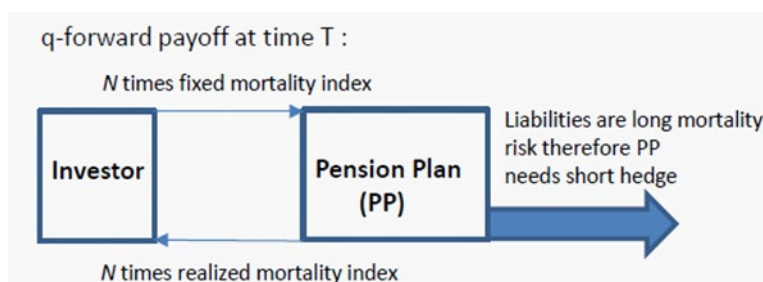 q-forward payoff at time T :
N times fixed mortality index
Investor
Pension Plan
(PP)
Liabilities are long mortality
risk therefore PP
needs short hedge
N times realized mortality index